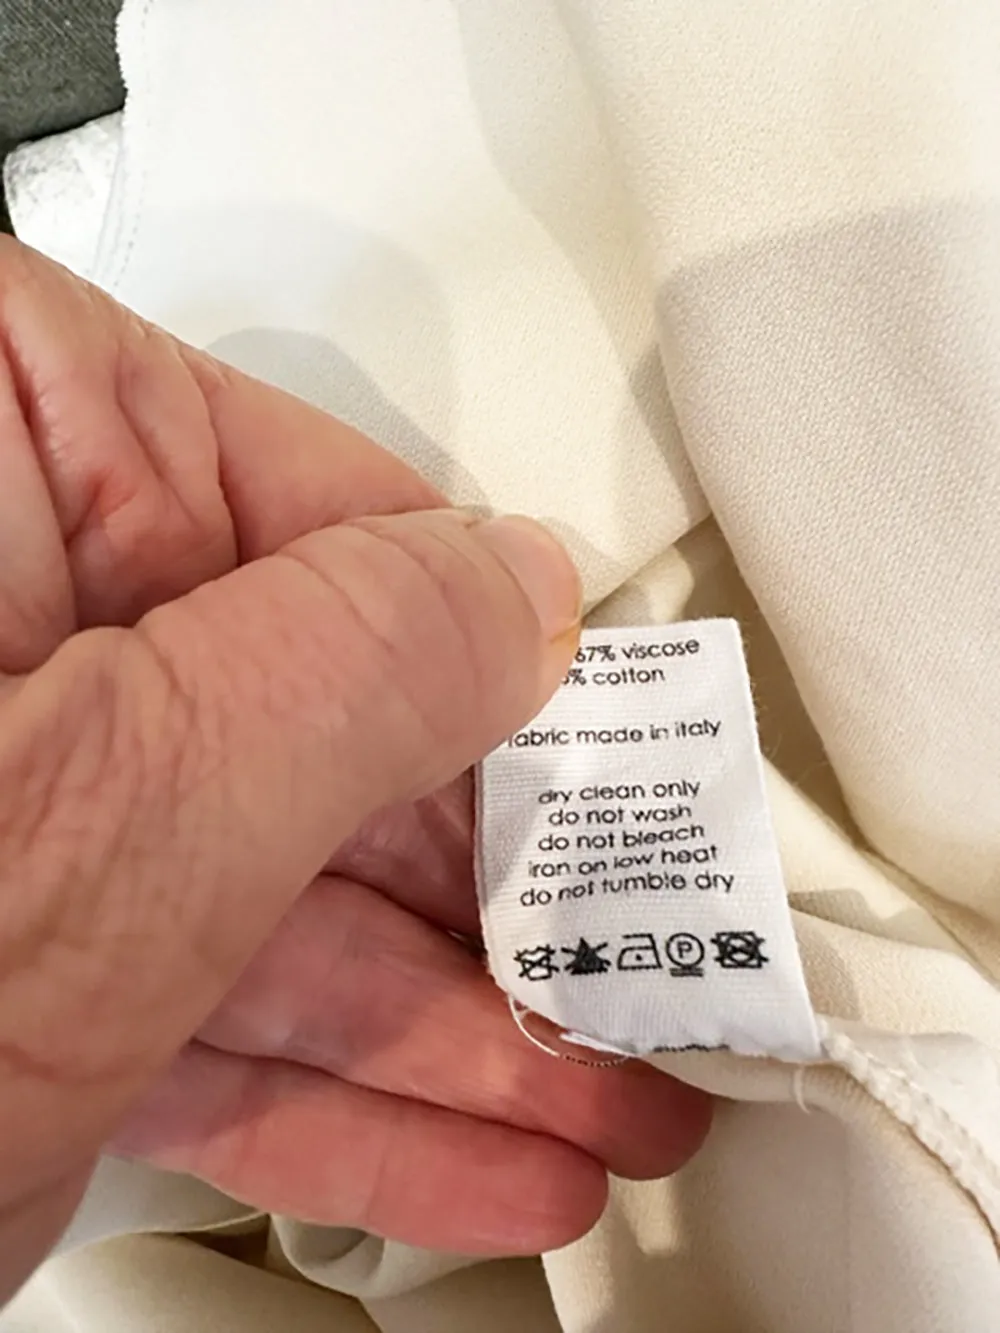 67% viscose
% cotton
fabric made in italy
dry clean only
do not wash
do not bleach
iron on low heat
do not tumble dry
P